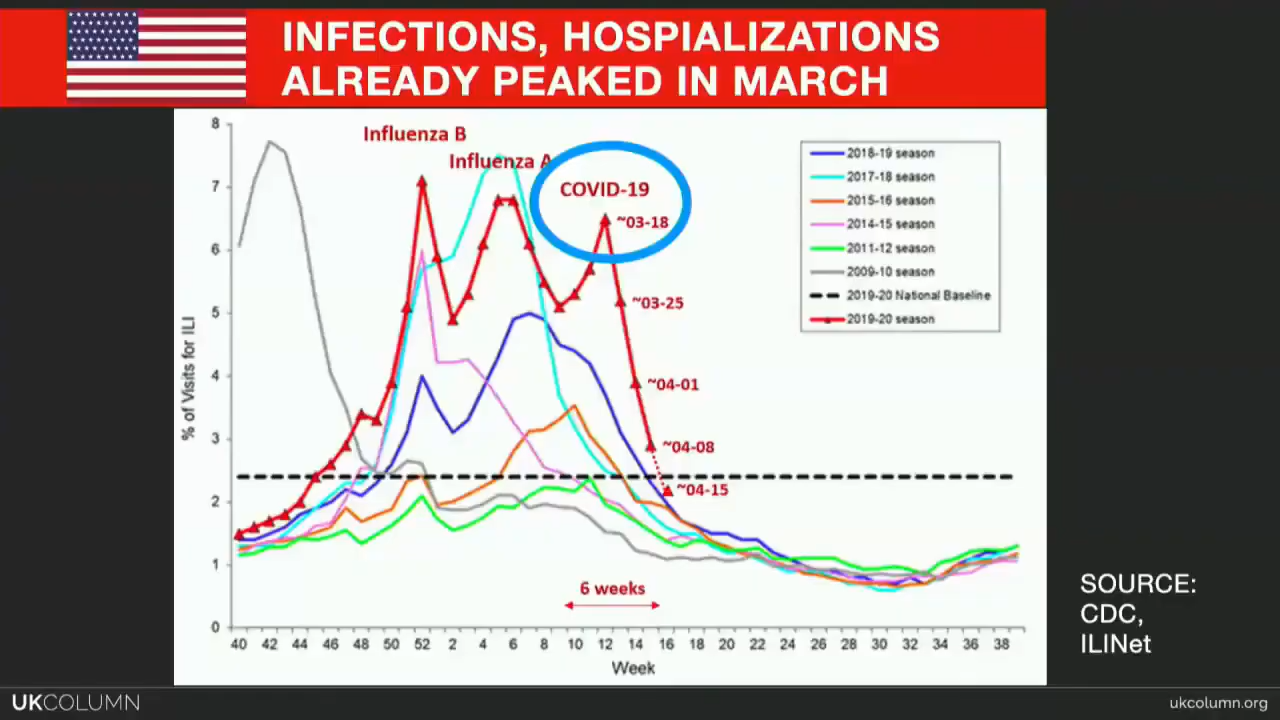 INFECTIONS, HOSPIALIZATIONS
ALREADY PEAKED IN MARCH
8
7
6
5
4
3
2
1
0
% of Visits for ILI
Influenza B
Influenza A
COVID-19
~03-18
~03-25
~04-01
~04-08
~04-15
6 weeks
2018-19 season
2017-18 season
2015-16 season
2014-15 season
2011-12 season
2009-10 season
2019-20 National Baseline
2019-20 season
40 42 44 46 48 50 52 2 4 6 8 10 12 14 16 18 20 22 24 26 28 30 32 34 36 38
Week
SOURCE:
CDC,
ILINet
UKCOLUMN
ukcolumn.org